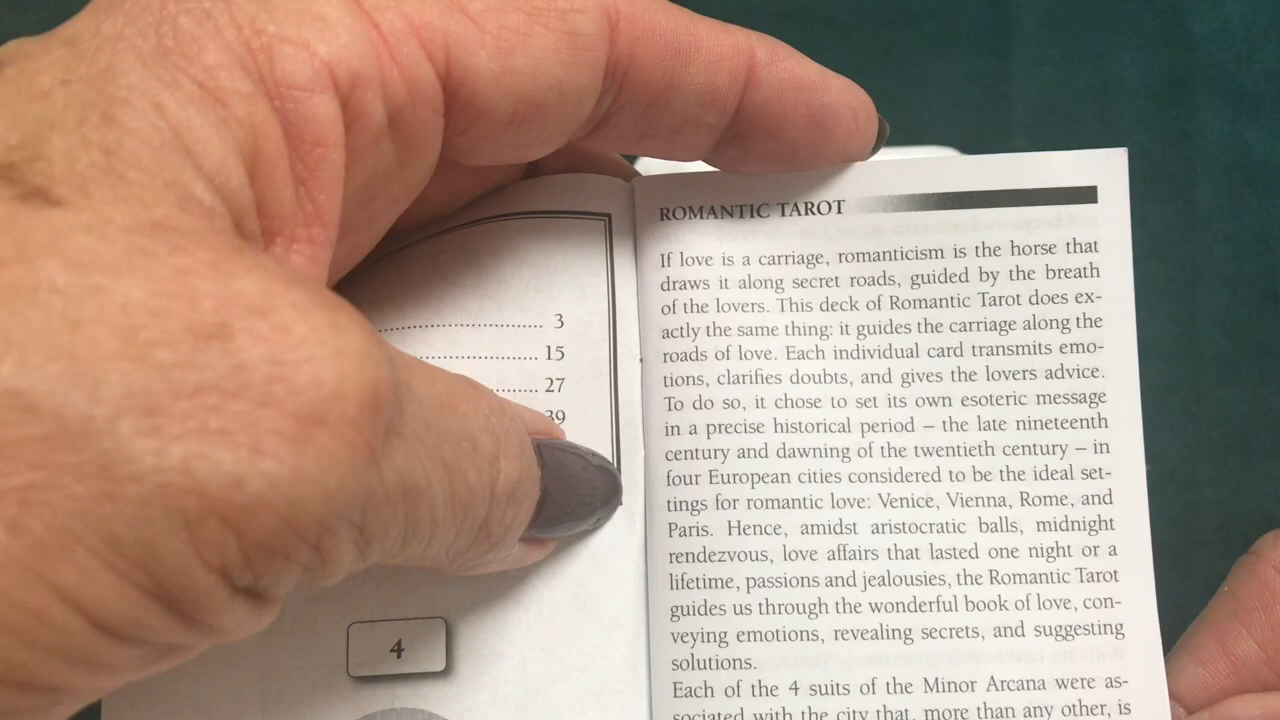 .............................. 3
...................... 15
......... 27
39
4
ROMANTIC TAROT
If love is a carriage, romanticism is the horse that
draws it along secret roads, guided by the breath
of the lovers. This deck of Romantic Tarot does ex-
actly the same thing: it guides the carriage along the
roads of love. Each individual card transmits emo-
tions, clarifies doubts, and gives the lovers advice.
To do so, it chose to set its own esoteric message
in a precise historical period – the late nineteenth
century and dawning of the twentieth century – in
four European cities considered to be the ideal set-
tings for romantic love: Venice, Vienna, Rome, and
Paris. Hence, amidst aristocratic balls, midnight
rendezvous, love affairs that lasted one night or a
lifetime, passions and jealousies, the Romantic Tarot
guides us through the wonderful book of love, con-
veying emotions, revealing secrets, and suggesting
solutions.
Each of the 4 suits of the Minor Arcana were as-
sociated with the city that, more than any other, is